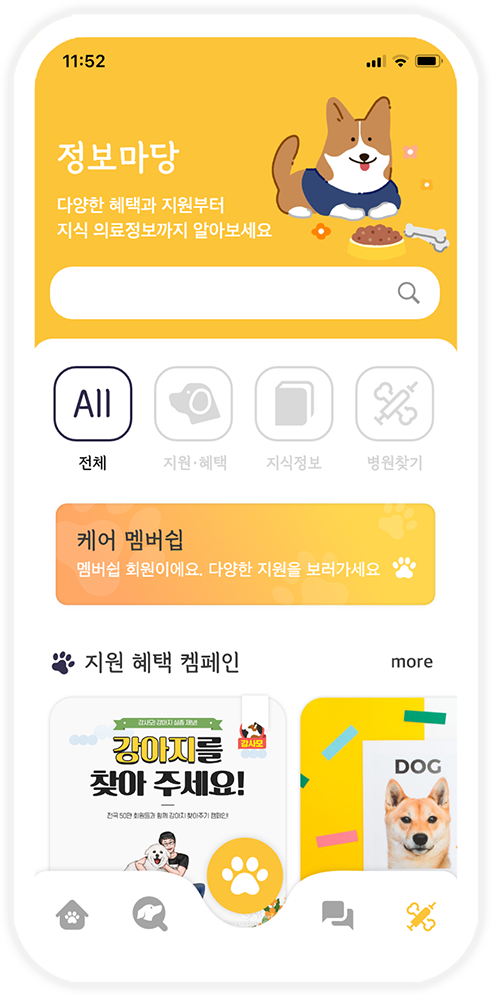 11:52
정보마당
다양한 혜택과 지원부터
지식 의료정보까지 알아보세요
All
전체
지원·혜택
지식정보
병원찾기
케어 멤버쉽
멤버쉽 회원이에요. 다양한 지원을 보러가세요
지원 혜택 켐페인
more
강사모 강아지 실종 재난!
강사모
강아지를
찾아 주세요!
전국 50만 회원들과 함께 강아지 찾아주기 캠페인!
DOG